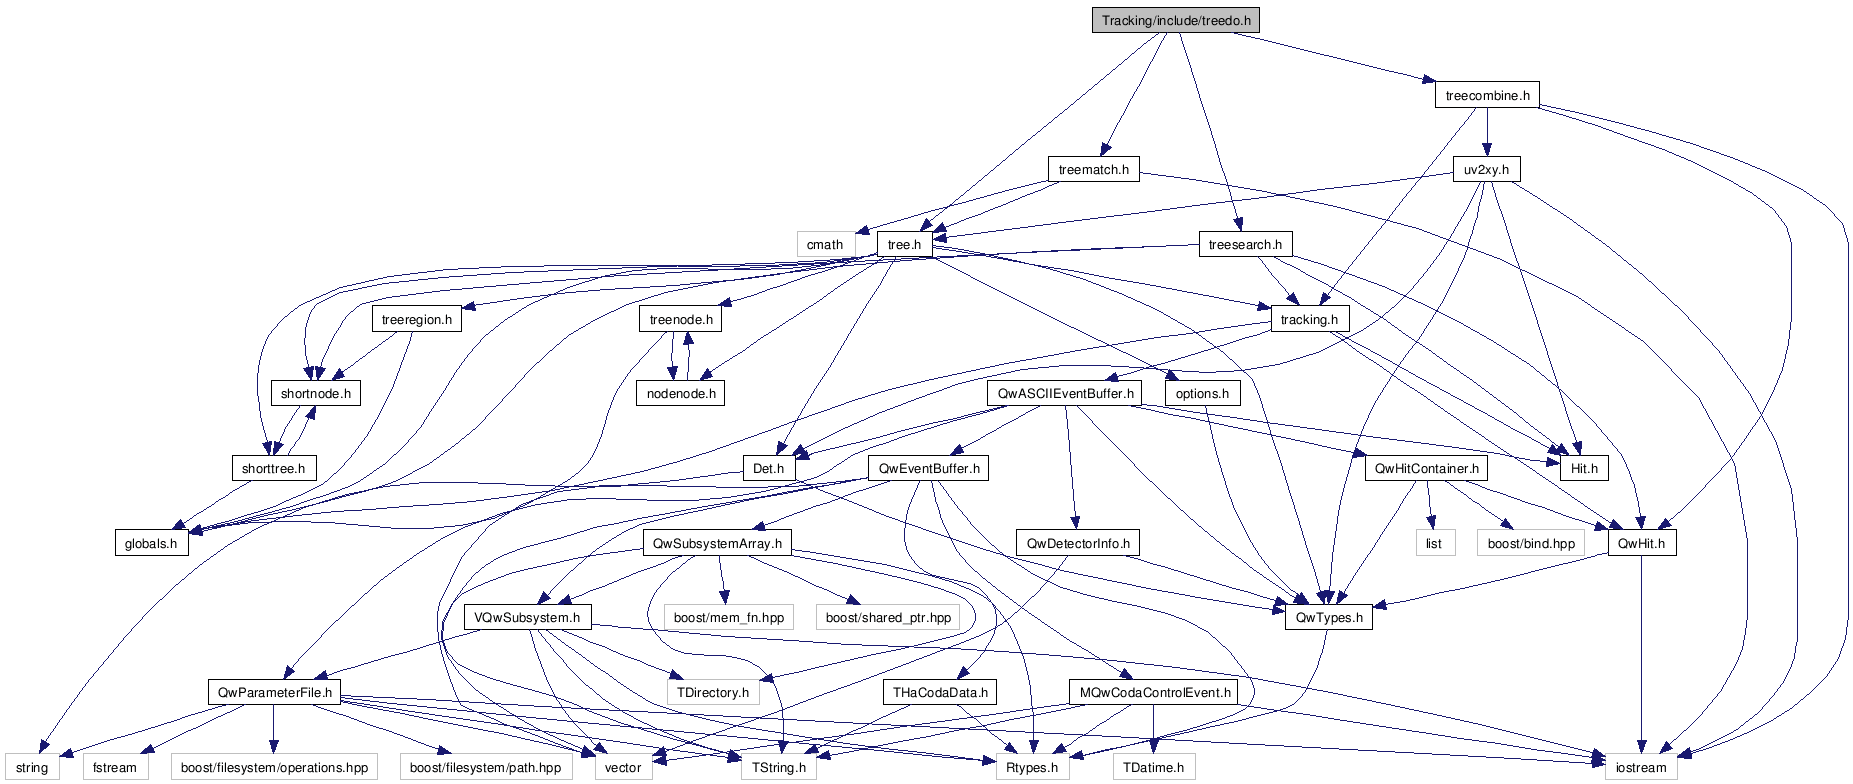 Tracking/include/treedo.h
treecombine.h
treematch.h
uv2xy.h
cmath
tree.h
treesearch.h
treeregion.h
treenode.h
tracking.h
shortnode.h
nodenode.h
QwASCIIEventBuffer.h
options.h
shorttree.h
Det.h
QwEventBuffer.h
QwHitContainer.h
Hit.h
globals.h
QwSubsystemArray.h
QwDetectorInfo.h
list
boost/bind.hpp
QwHit.h
VQwSubsystem.h
boost/mem_fn.hpp
boost/shared_ptr.hpp
QwTypes.h
QwParameterFile.h
TDirectory.h
THaCodaData.h
MQwCodaControlEvent.h
string
fstream
boost/filesystem/operations.hpp
boost/filesystem/path.hpp
vector
TString.h
Rtypes.h
TDatime.h
iostream